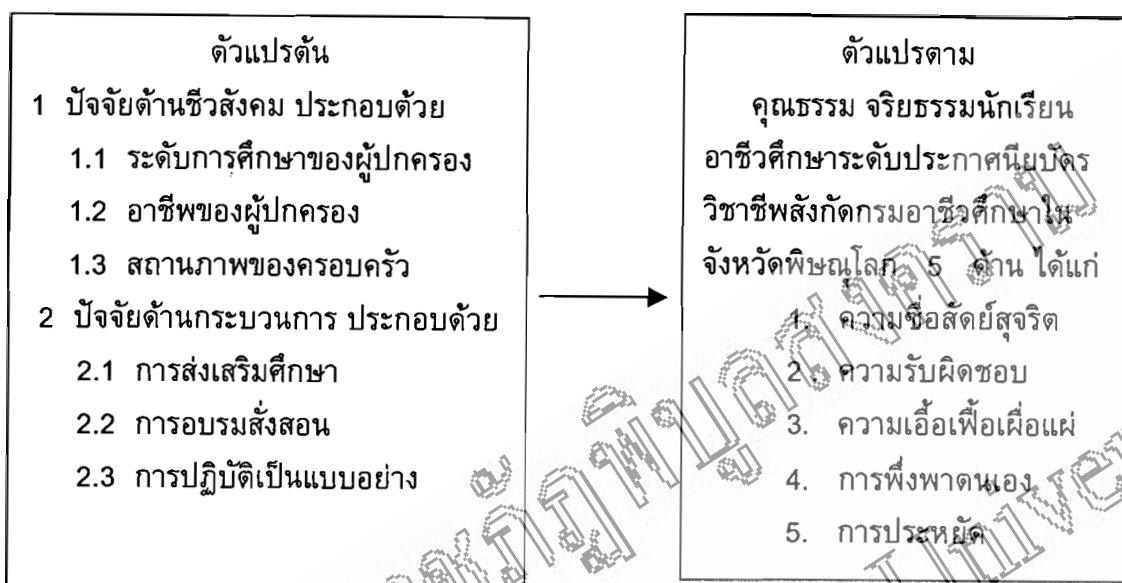 ตัวแปรต้น
1 ปัจจัยด้านชีวสังคม ประกอบด้วย
1.1 ระดับการศึกษาของผู้ปกครอง
1.2 อาชีพของผู้ปกครอง
1.3 สถานภาพของครอบครัว
2 ปัจจัยด้านกระบวนการ ประกอบด้วย
2.1 การส่งเสริมศึกษา
2.2 การอบรมสั่งสอน
2.3 การปฏิบัติเป็นแบบอย่าง
ตัวแปรตาม
คุณธรรม จริยธรรมนักเรียน
อาชีวศึกษาระดับประกาศนียบัตร
วิชาชีพสังกัดกรมอาชีวศึกษาใน
จังหวัดพิษณุโลก 5 ด้าน ได้แก่
1. ความซื่อสัตย์สุจริต
2. ความรับผิดชอบ
3. ความเอื้อเฟื้อเผื่อแผ่
4. การพึ่งพาตนเอง
5. การประหยัด